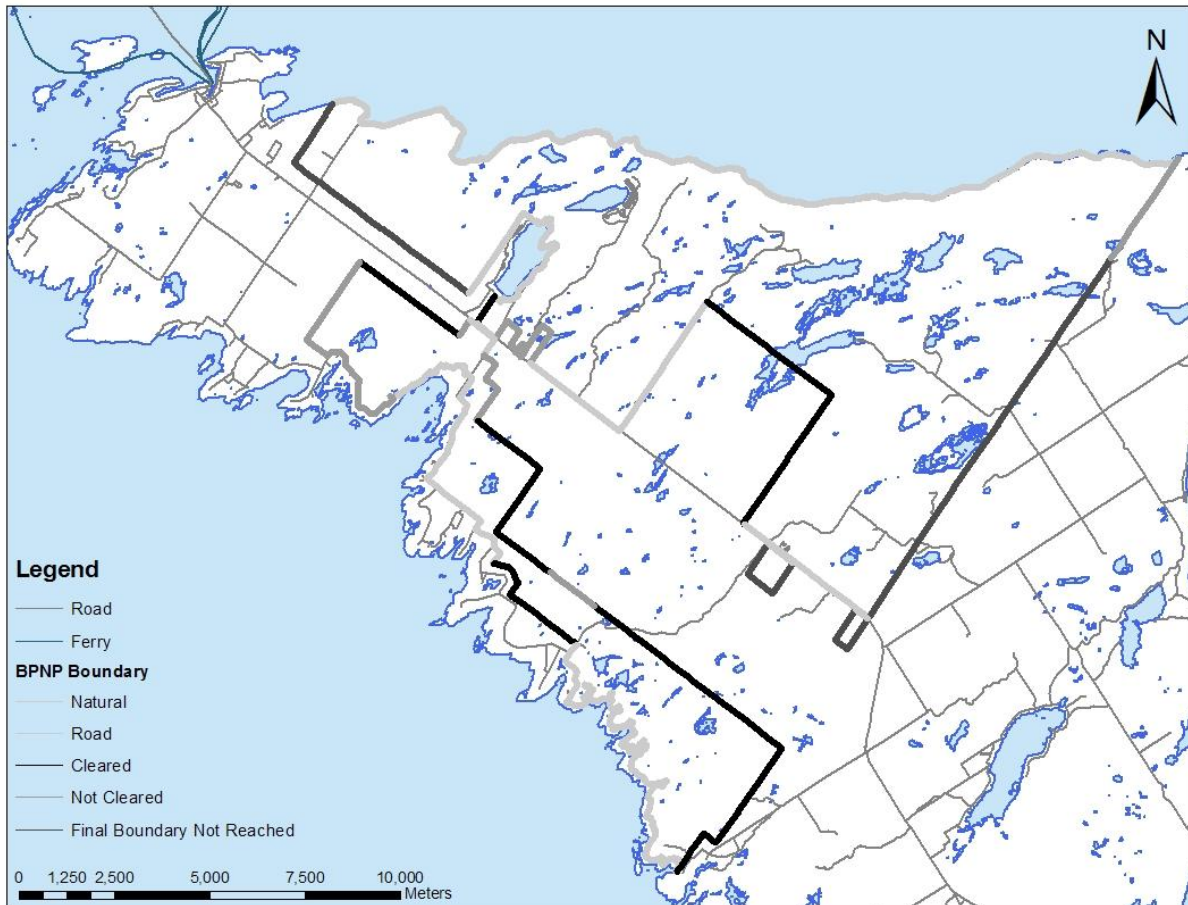 N
Legend
Road
Ferry
BPNP Boundary
Natural
Road
Cleared
Not Cleared
Final Boundary Not Reached
0 1,250 2,500 5,000 7,500 10,000
Meters